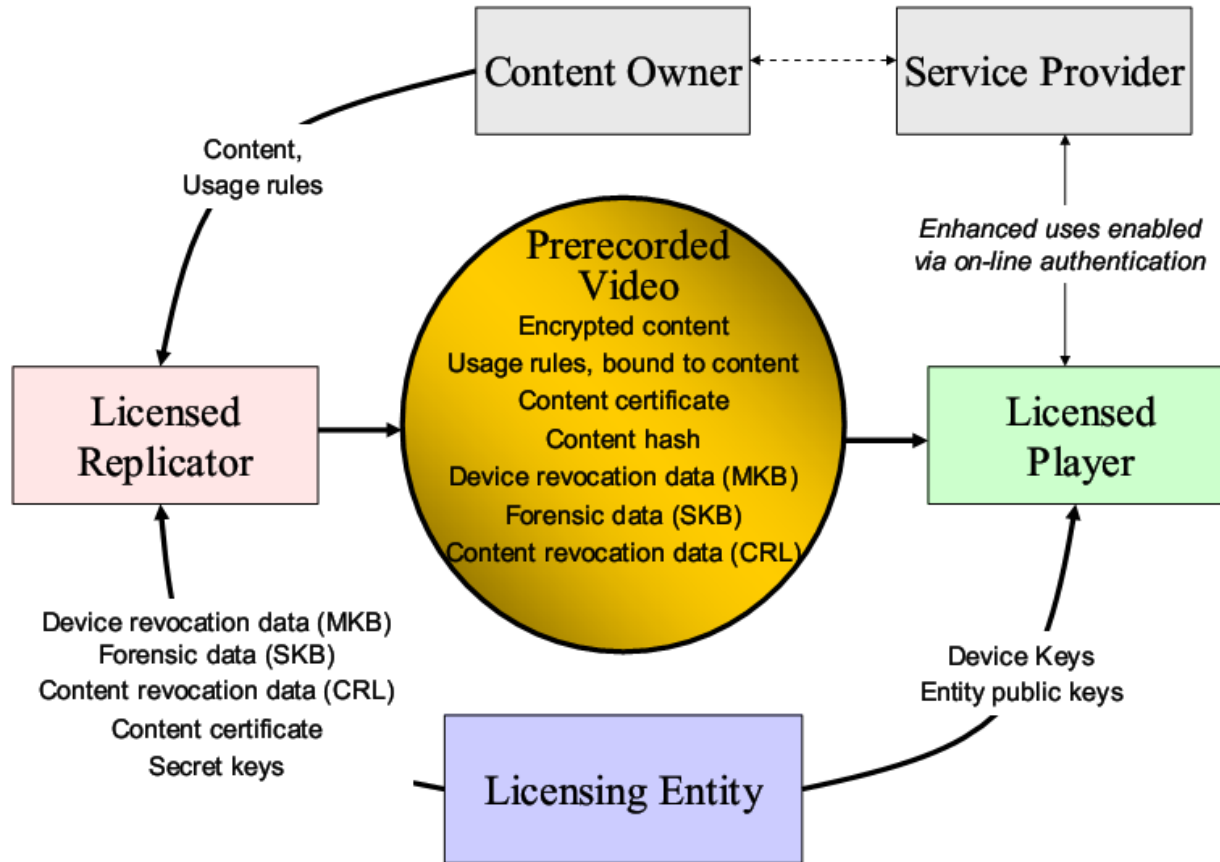 Content Owner
Service Provider
Content,
Usage rules
Enhanced uses enabled
via on-line authentication
Prerecorded
Video
Encrypted content
Usage rules, bound to content
Content certificate
Content hash
Device revocation data (MKB)
Forensic data (SKB)
Content revocation data (CRL)
Licensed
Replicator
Licensed
Player
Device revocation data (MKB)
Forensic data (SKB)
Content revocation data (CRL)
Content certificate
Secret keys
Device Keys
Entity public keys
Licensing Entity